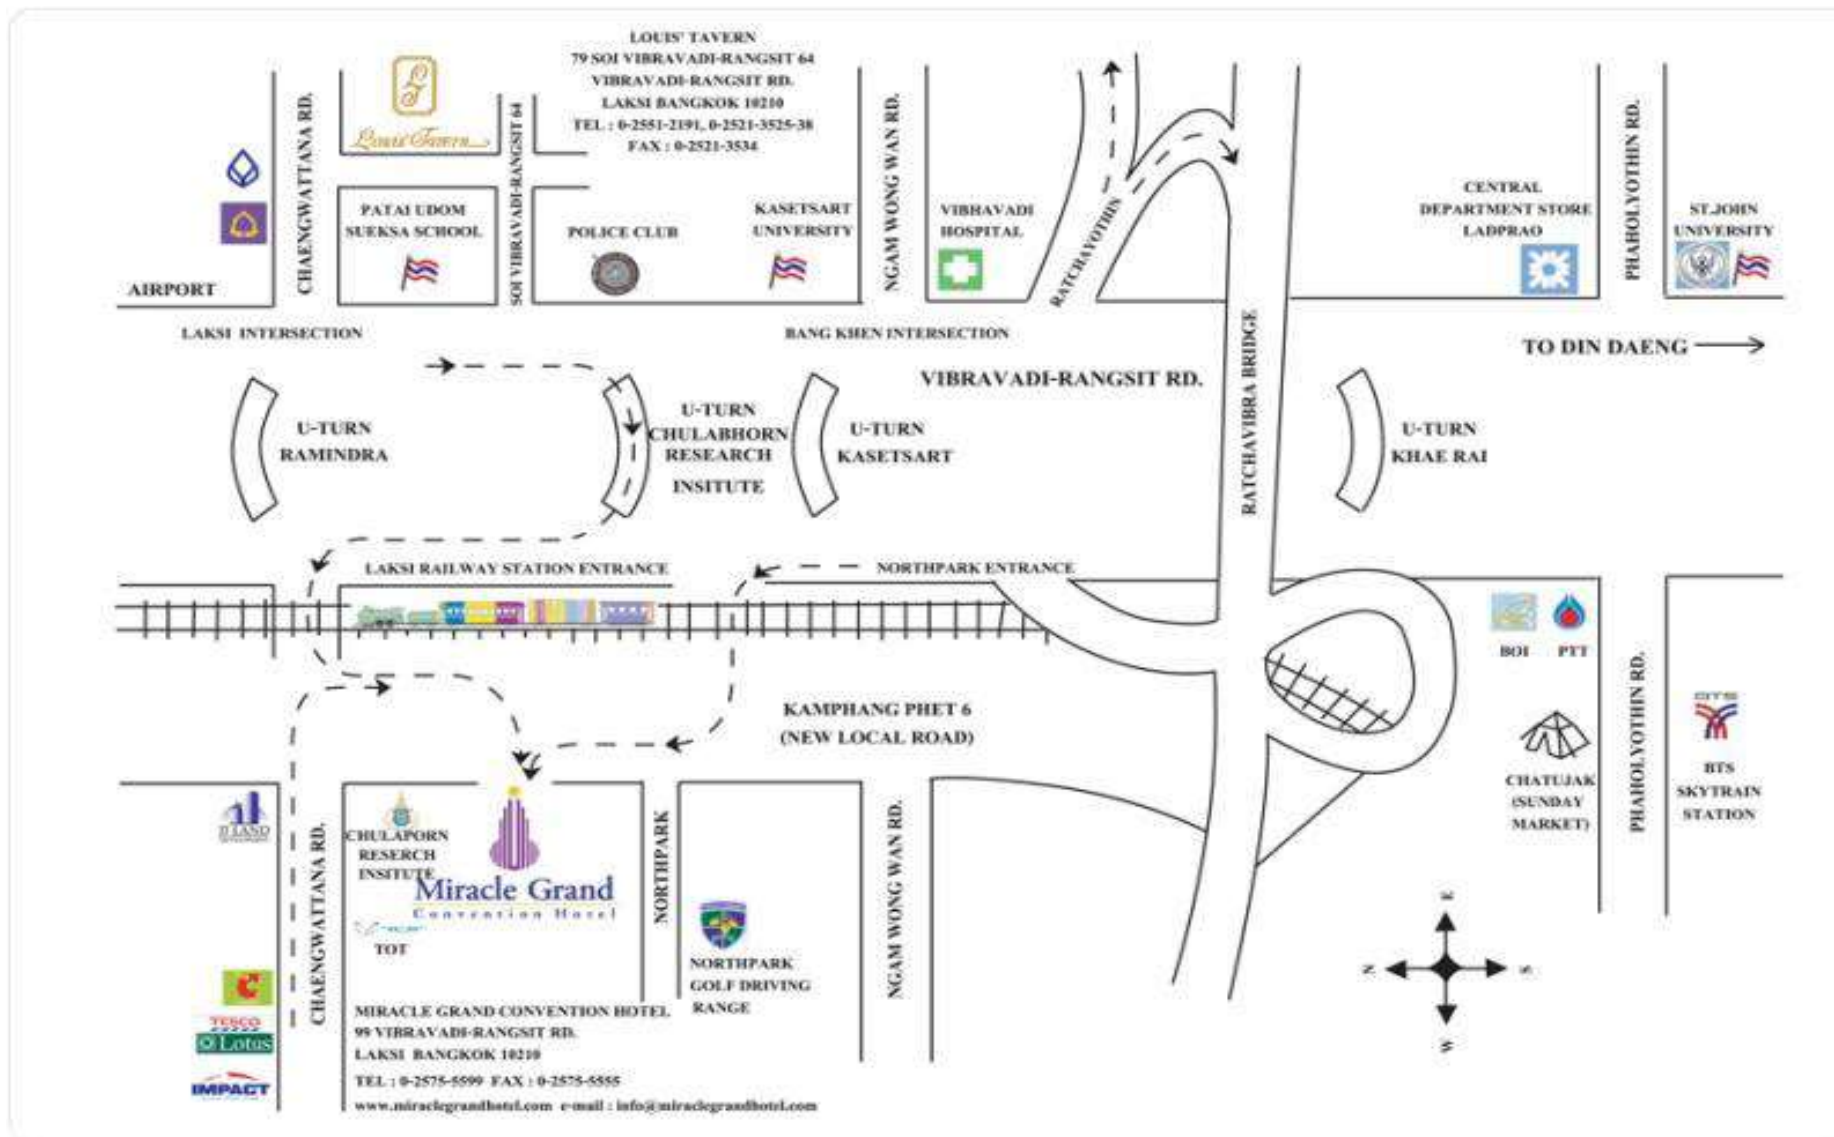 LOUIS' TAVERN
79 SOI VIBRAVADI-RANGSIT 64
VIBRAVADI-RANGSIT RD.
LAKSI BANGKOK 10210
TEL : 0-2551-2191, 0-2521-3525-38
FAX : 0-2521-3534
Louis' Tavern
CHAENGWATTANA RD.
SOI VIBRAVADI-RANGSIT 64
NGAM WONG WAN RD.
RATCHAYOTHIN
PHAHOLYOTHIN RD.
PATAI UDOM
SUEKSA SCHOOL
POLICE CLUB
KASETSART
UNIVERSITY
VIBHAVADI
HOSPITAL
CENTRAL
DEPARTMENT STORE
LADPRAO
ST.JOHN
UNIVERSITY
AIRPORT
LAKSI INTERSECTION
BANG KHEN INTERSECTION
TO DIN DAENG
VIBRAVADI-RANGSIT RD.
RATCHAVIBRA BRIDGE
U-TURN
RAMINDRA
U-TURN
CHULABHORN
RESEARCH
INSITUTE
U-TURN
KASETSART
U-TURN
KHAE RAI
LAKSI RAILWAY STATION ENTRANCE
NORTHPARK ENTRANCE
BOI
PTT
KAMPHANG PHET 6
(NEW LOCAL ROAD)
PHAHOLYOTHIN RD.
BTS
CHATUJAK
(SUNDAY
MARKET)
BTS
SKYTRAIN
STATION
CHULAPORN
RESERCH
INSITUTE
Miracle Grand
Convention Hotel
TOT
CHAENGWATTANA RD.
NORTHPARK
NGAM WONG WAN RD.
NORTHPARK
GOLF DRIVING
RANGE
TESCO
Lotus
IMPACT
MIRACLE GRAND CONVENTION HOTEL
99 VIBRAVADI-RANGSIT RD.
LAKSI BANGKOK 10210
TEL : 0-2575-5599 FAX : 0-2575-5555
www.miraclegrandhotel.com e-mail : info@miraclegrandhotel.com
E
N
S
W